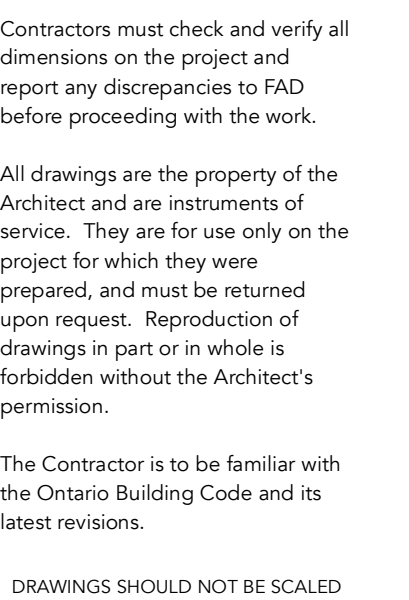 Contractors must check and verify all
dimensions on the project and
report any discrepancies to FAD
before proceeding with the work.
All drawings are the property of the
Architect and are instruments of
service.  They are for use only on the
project for which they were
prepared, and must be returned
upon request.  Reproduction of
drawings in part or in whole is
forbidden without the Architect's
permission.
The Contractor is to be familiar with
the Ontario Building Code and its
latest revisions.
DRAWINGS SHOULD NOT BE SCALED